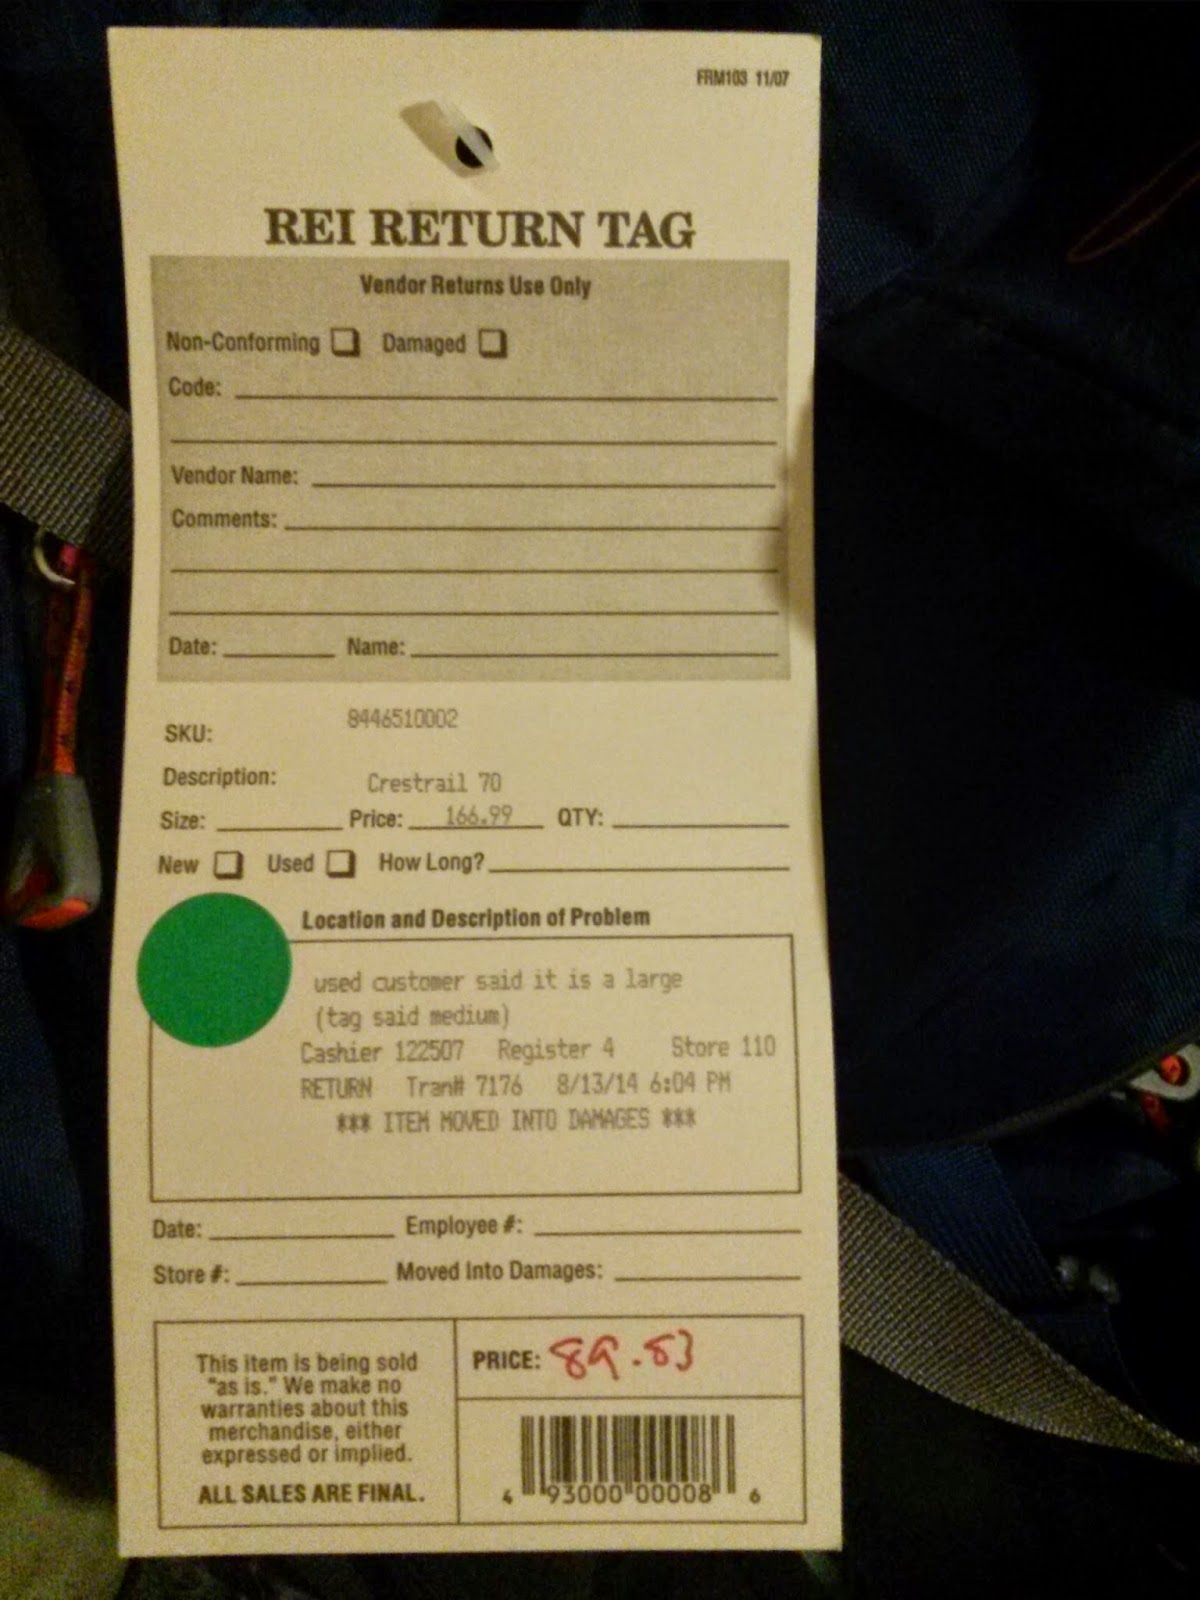 FRM103 11/07
REI RETURN TAG
Vendor Returns Use Only
Non-Conforming Damaged
Code:
Vendor Name:
Comments:
Date: Name:
SKU: 8446510002
Description: Crestrail 70
Size: Price: 166.99 QTY:
New Used How Long?
Location and Description of Problem
used customer said it is a large
(tag said medium)
Cashier 122507 Register 4 Store 110
RETURN Tran# 7176 8/13/14 6:04 PM
*** ITEM MOVED INTO DAMAGES ***
Date: Employee #:
Store #: Moved Into Damages:
This item is being sold
"as is." We make no
warranties about this
merchandise, either
expressed or implied.
ALL SALES ARE FINAL.
PRICE: 89.83
4 93000 00008 6